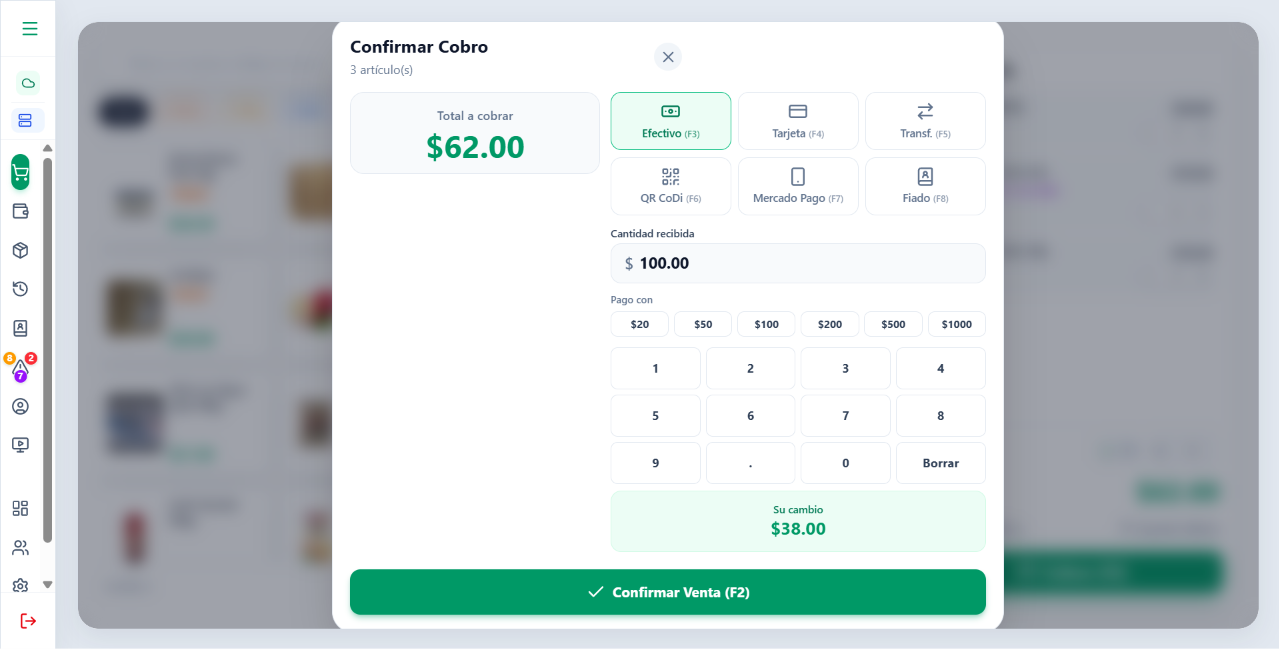 Confirmar Cobro
3 artículo(s)
Total a cobrar
$62.00
Efectivo (F3)
Tarjeta (F4)
Transf. (F5)
QR CoDi (F6)
Mercado Pago (F7)
Fiado (F8)
Cantidad recibida
$ 100.00
Pago con
$20 $50 $100 $200 $500 $1000
1 2 3 4
5 6 7 8
9 . 0 Borrar
Su cambio
$38.00
Confirmar Venta (F2)
8 2
7